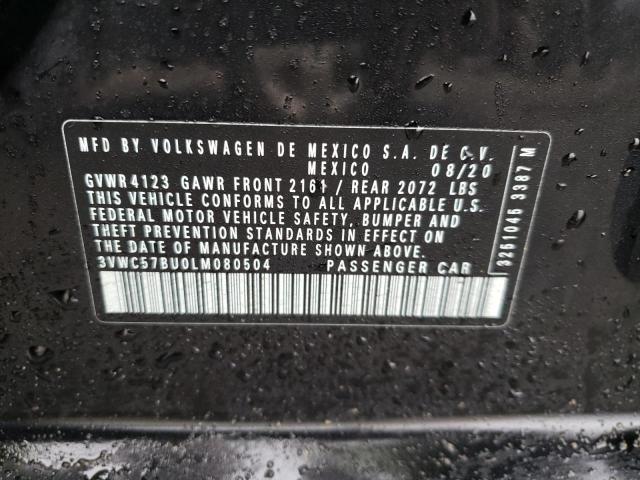 MFD BY VOLKSWAGEN DE MEXICO S.A. DE C.V.
MEXICO 08/20
GVWR 4123 GAWR FRONT 2161 / REAR 2072 LBS
THIS VEHICLE CONFORMS TO ALL APPLICABLE U.S.
FEDERAL MOTOR VEHICLE SAFETY, BUMPER AND
THEFT PREVENTION STANDARDS IN EFFECT ON
THE DATE OF MANUFACTURE SHOWN ABOVE.
3VWC57BU0LM080504 PASSENGER CAR
3261046 3387 M